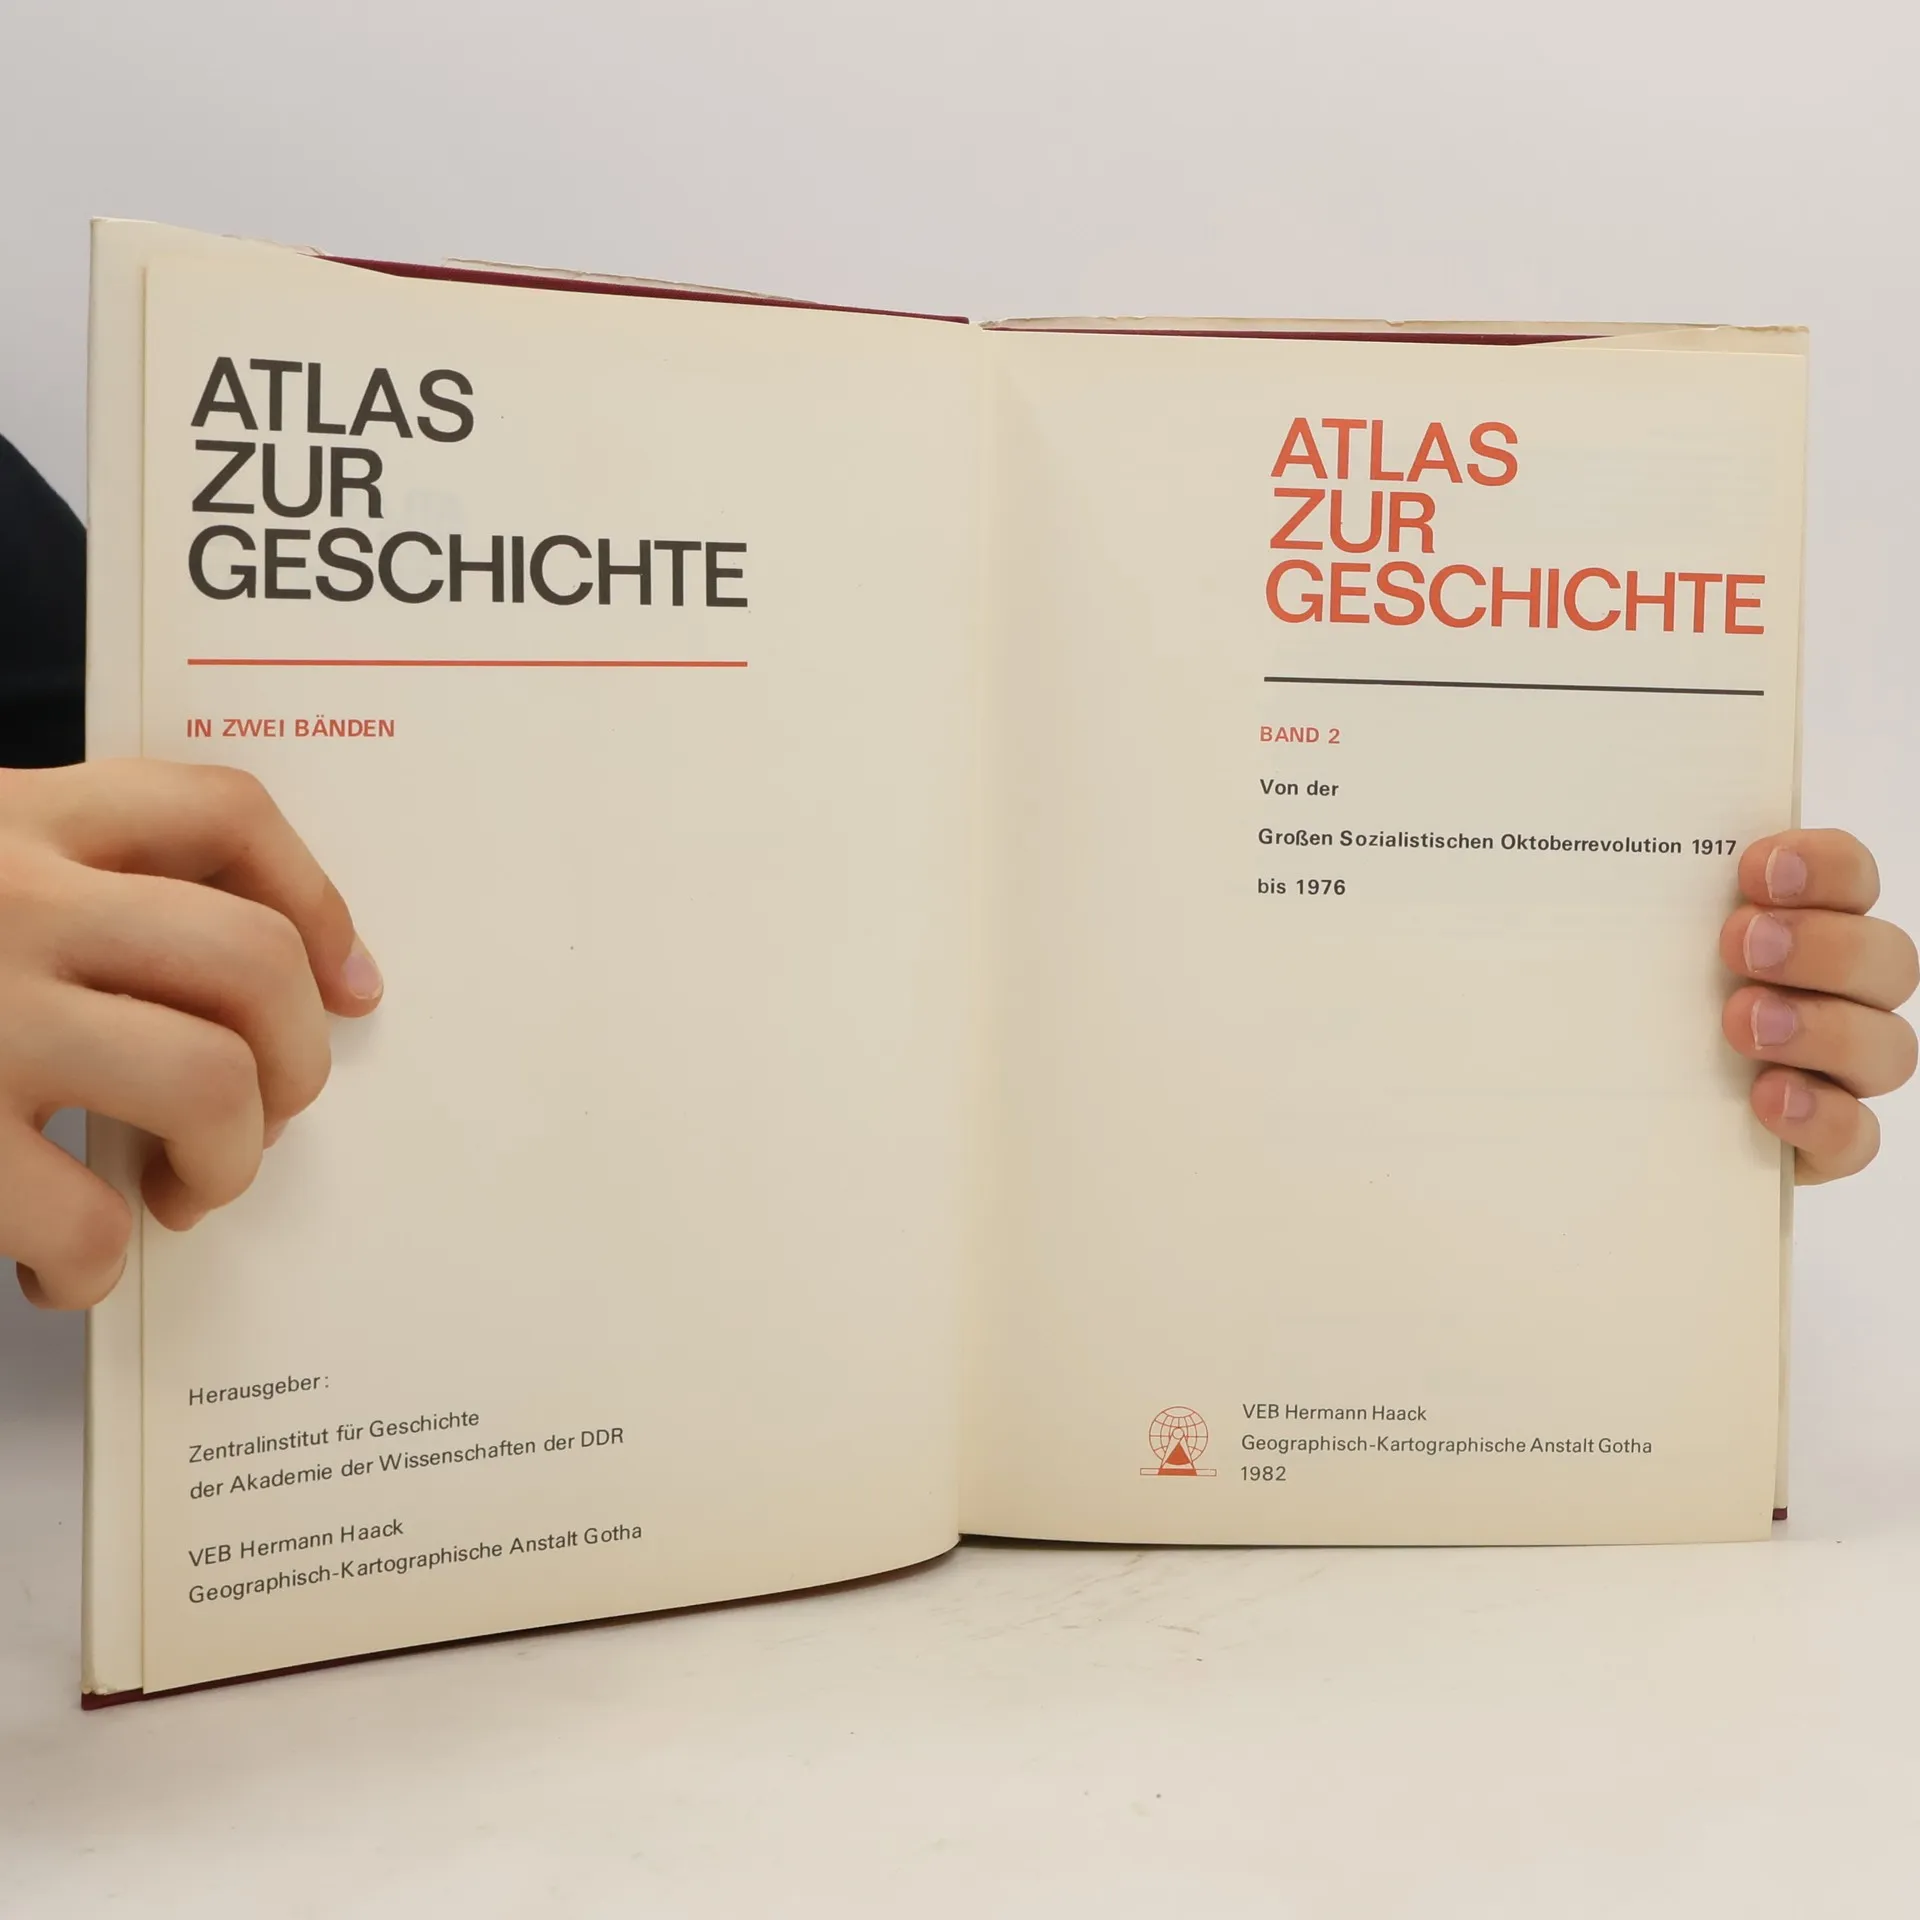 ATLAS
ZUR
GESCHICHTE
IN ZWEI BÄNDEN
Herausgeber:
Zentralinstitut für Geschichte
der Akademie der Wissenschaften der DDR
VEB Hermann Haack
Geographisch-Kartographische Anstalt Gotha
ATLAS
ZUR
GESCHICHTE
BAND 2
Von der
Großen Sozialistischen Oktoberrevolution 1917
bis 1976
VEB Hermann Haack
Geographisch-Kartographische Anstalt Gotha
1982